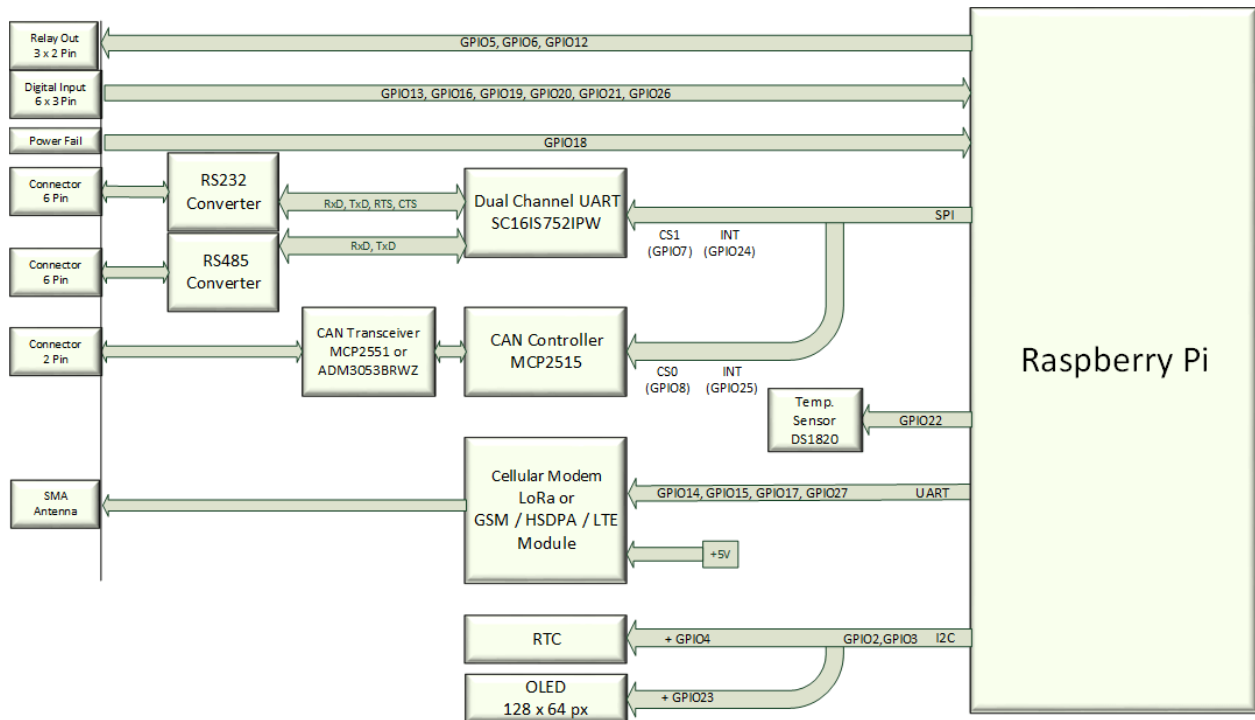 Relay Out
3 x 2 Pin
GPIO5, GPIO6, GPIO12
Digital Input
6 x 3 Pin
GPIO13, GPIO16, GPIO19, GPIO20, GPIO21, GPIO26
Power Fail
GPIO18
Connector
6 Pin
RS232
Converter
RxD, TxD, RTS, CTS
Dual Channel UART
SC16IS752IPW
SPI
CS1
(GPIO7)
INT
(GPIO24)
Connector
6 Pin
RS485
Converter
RxD, TxD
Connector
2 Pin
CAN Transceiver
MCP2551 or
ADM3053BRWZ
CAN Controller
MCP2515
CS0
(GPIO8)
INT
(GPIO25)
Raspberry Pi
Temp.
Sensor
DS1820
GPIO22
SMA
Antenna
Cellular Modem
LoRa or
GSM / HSDPA / LTE
Module
GPIO14, GPIO15, GPIO17, GPIO27
UART
+5V
RTC
+ GPIO4
GPIO2,GPIO3
I2C
OLED
128 x 64 px
+ GPIO23